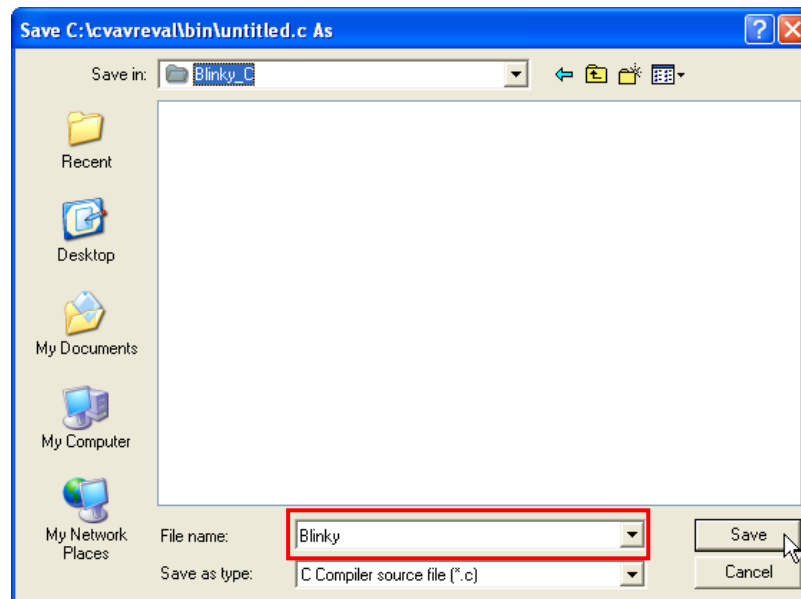 Save C:\cvavreval\bin\untitled.c As
Save in:
Blinky_C
Recent
Desktop
My Documents
My Computer
My Network
Places
File name:
Blinky
Save
Save as type:
C Compiler source file (*.c)
Cancel